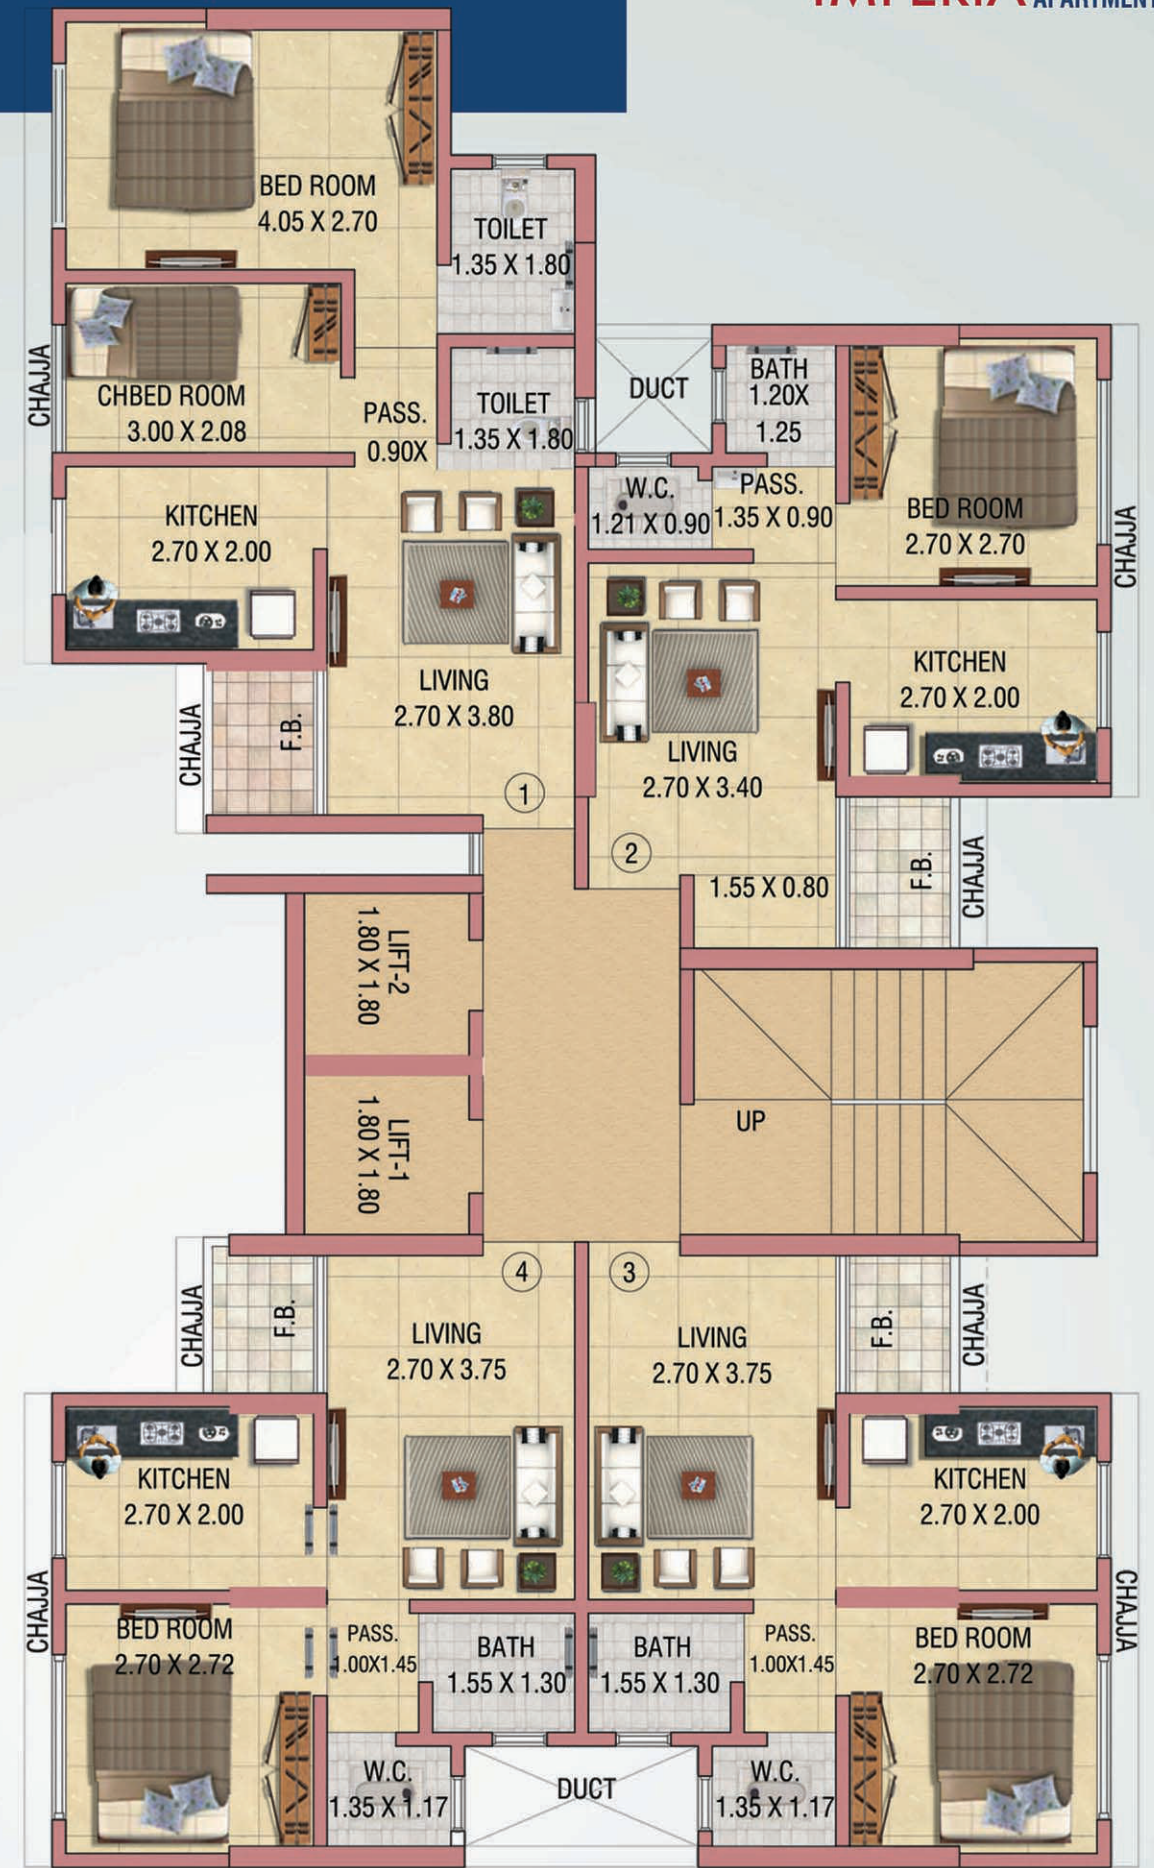 IMPERIA APARTMENT
BED ROOM
4.05 X 2.70
TOILET
1.35 X 1.80
CHAJJA
CHBED ROOM
3.00 X 2.08
PASS.
0.90X
TOILET
1.35 X 1.80
DUCT
BATH
1.20X
1.25
KITCHEN
2.70 X 2.00
W.C.
1.21 X 0.90
PASS.
1.35 X 0.90
BED ROOM
2.70 X 2.70
CHAJJA
LIVING
2.70 X 3.80
KITCHEN
2.70 X 2.00
CHAJJA
F.B.
LIVING
2.70 X 3.40
1
2
1.55 X 0.80
F.B.
CHAJJA
LIFT-2
1.80 X 1.80
LIFT-1
1.80 X 1.80
UP
4
3
CHAJJA
F.B.
LIVING
2.70 X 3.75
LIVING
2.70 X 3.75
F.B.
CHAJJA
KITCHEN
2.70 X 2.00
KITCHEN
2.70 X 2.00
CHAJJA
CHAJJA
BED ROOM
2.70 X 2.72
PASS.
1.00X1.45
BATH
1.55 X 1.30
BATH
1.55 X 1.30
PASS.
1.00X1.45
BED ROOM
2.70 X 2.72
W.C.
1.35 X 1.17
DUCT
W.C.
1.35 X 1.17